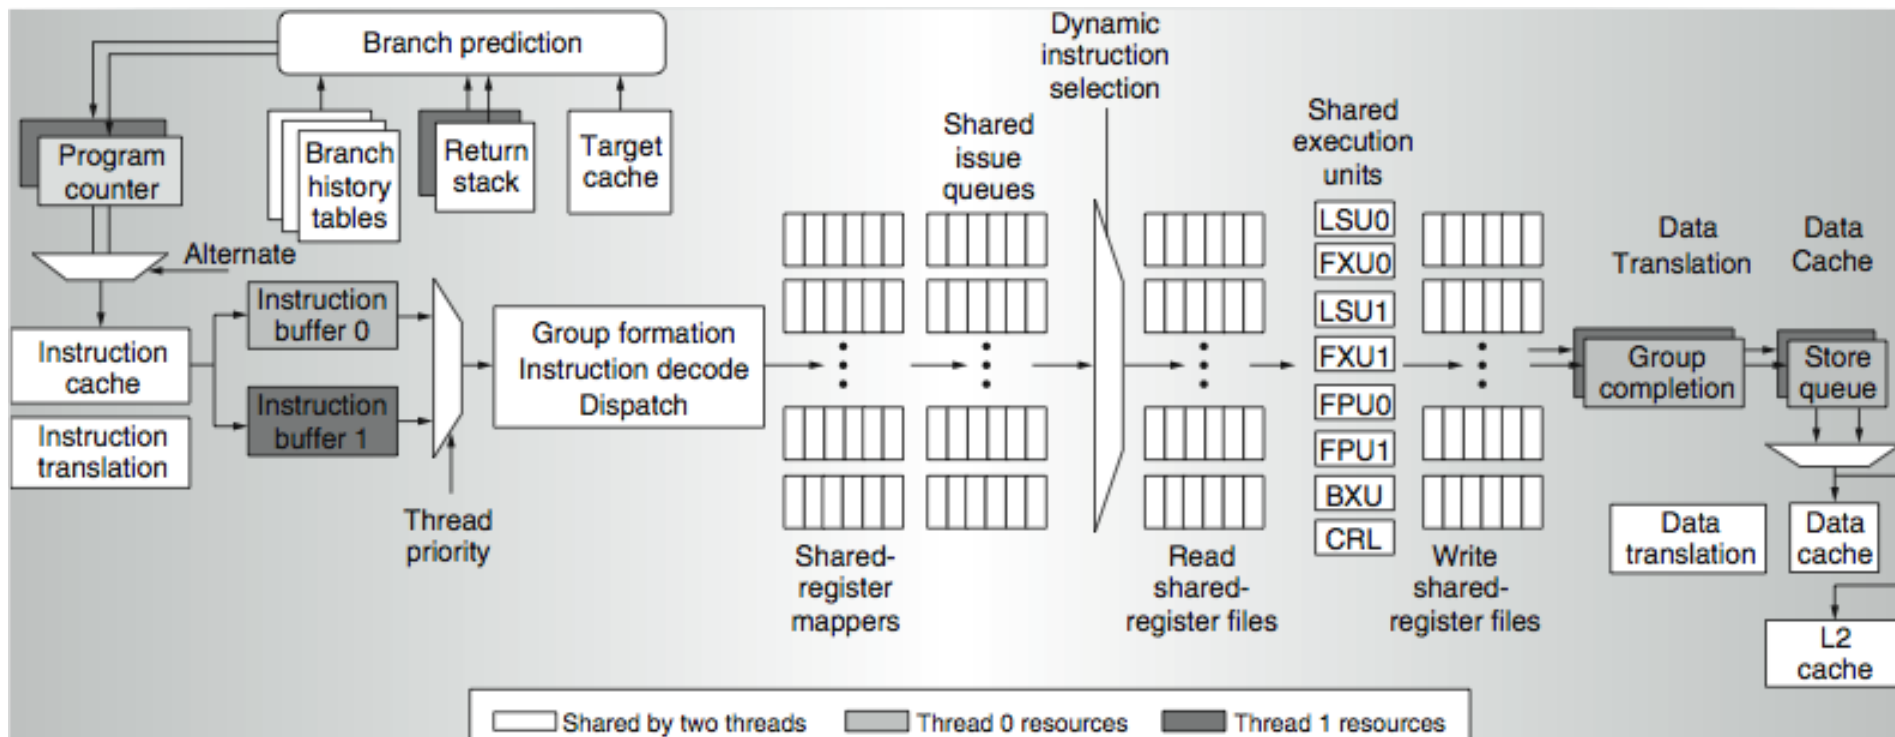 Branch prediction
Program
counter
Branch
history
tables
Return
stack
Target
cache
Alternate
Instruction
cache
Instruction
translation
Instruction
buffer 0
Instruction
buffer 1
Thread
priority
Group formation
Instruction decode
Dispatch
Shared-
register
mappers
Shared
issue
queues
Dynamic
instruction
selection
Read
shared-
register files
Shared
execution
units
LSU0
FXU0
LSU1
FXU1
FPU0
FPU1
BXU
CRL
Write
shared-
register files
Data
Translation
Data
Cache
Group
completion
Store
queue
Data
translation
Data
cache
L2
cache
Shared by two threads
Thread 0 resources
Thread 1 resources